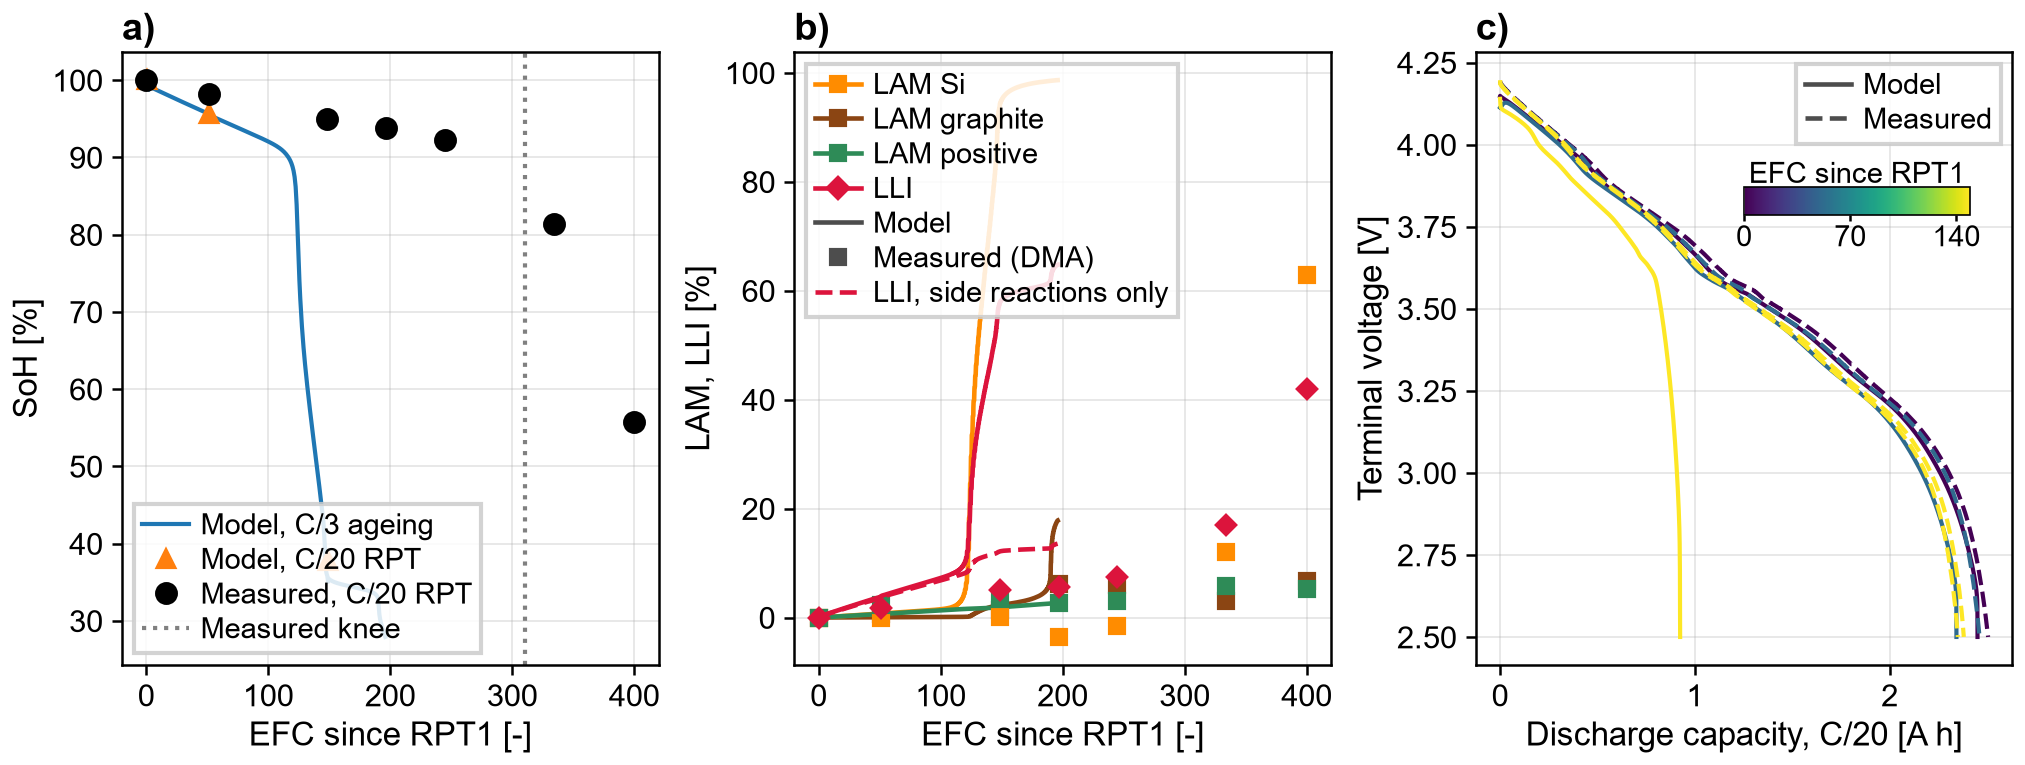 a)
SoH [%]
100
90
80
70
60
50
40
30
Model, C/3 ageing
Model, C/20 RPT
Measured, C/20 RPT
Measured knee
0 100 200 300 400
EFC since RPT1 [-]
b)
LAM, LLI [%]
100
80
60
40
20
0
LAM Si
LAM graphite
LAM positive
LLI
Model
Measured (DMA)
LLI, side reactions only
0 100 200 300 400
EFC since RPT1 [-]
c)
Terminal voltage [V]
4.25
4.00
3.75
3.50
3.25
3.00
2.75
2.50
Model
Measured
EFC since RPT1
0 70 140
0 1 2
Discharge capacity, C/20 [A h]